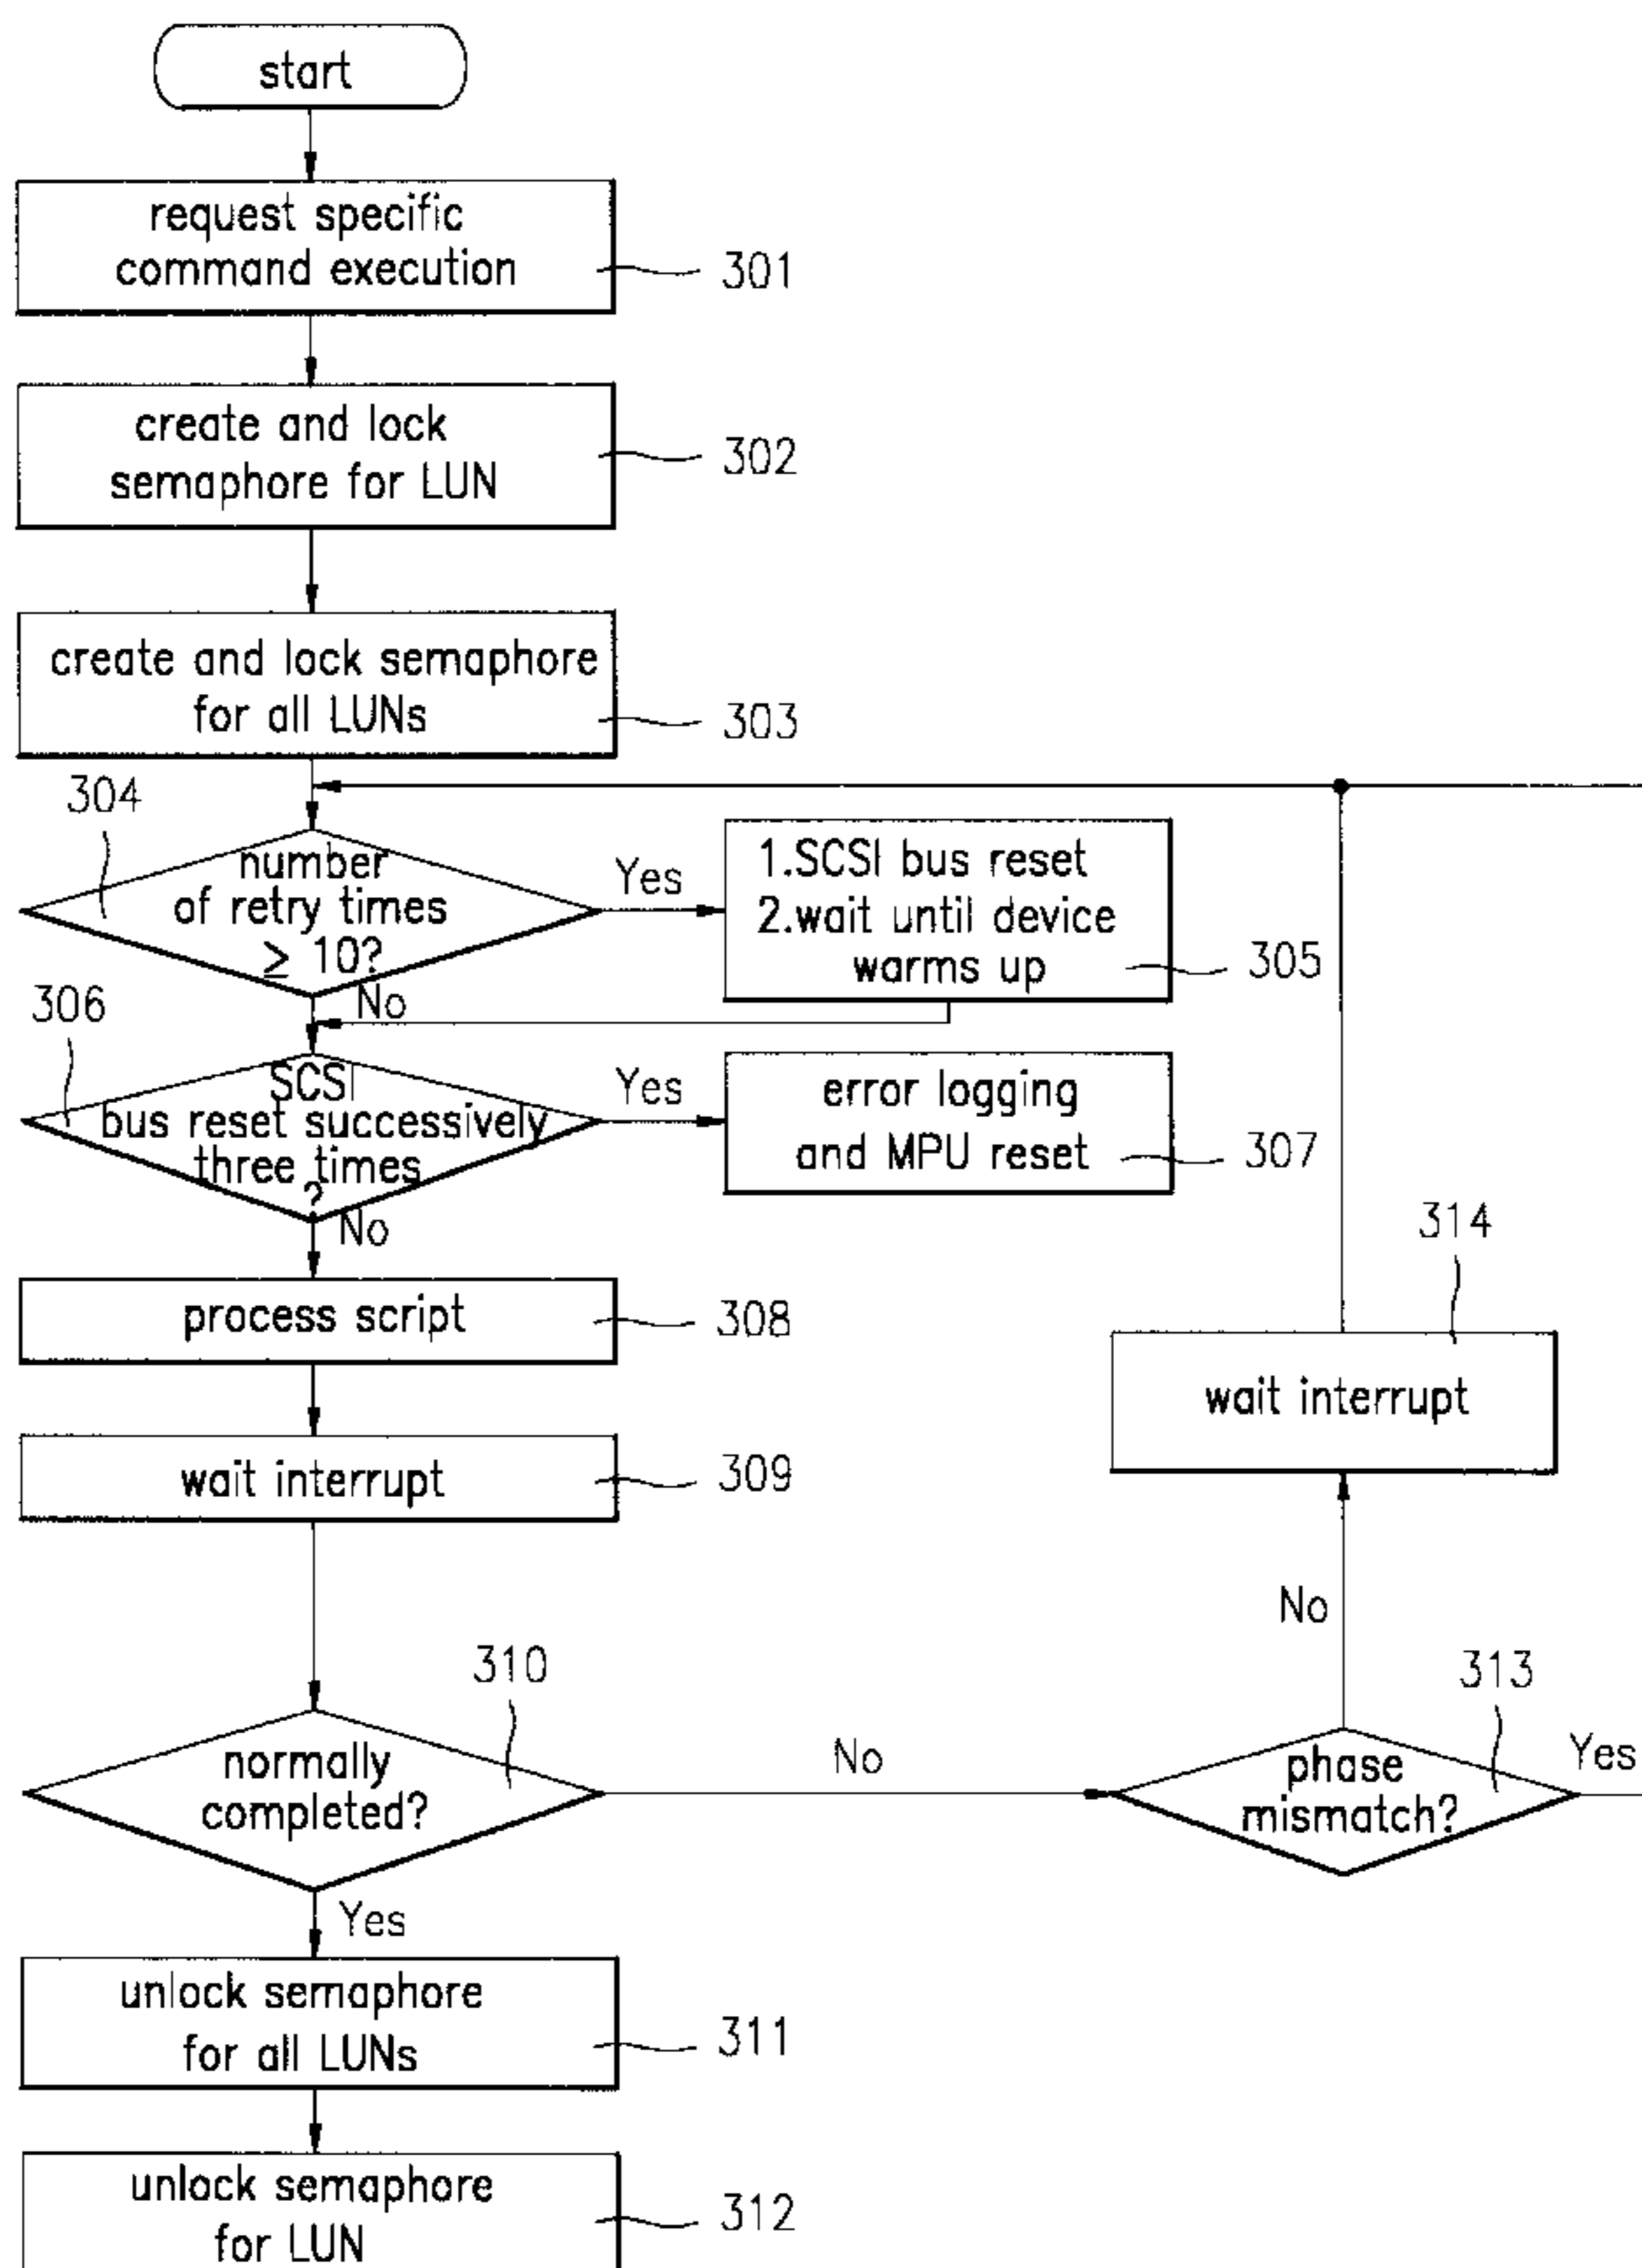 start
request specific
command execution
301
create and lock
semaphore for LUN
302
create and lock semaphore
for all LUNs
303
304
number
of retry times
≥ 10?
Yes
No
1.SCSI bus reset
2.wait until device
warms up
305
306
SCSI
bus reset successively
three times
?
Yes
No
error logging
and MPU reset
307
process script
308
wait interrupt
309
314
wait interrupt
No
310
normally
completed?
No
Yes
313
phase
mismatch?
Yes
unlock semaphore
for all LUNs
311
unlock semaphore
for LUN
312